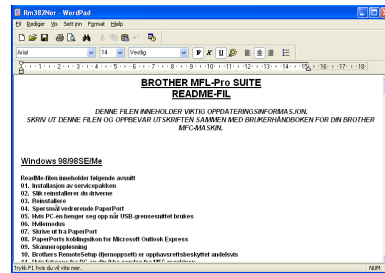 Rm387Nor - WordPad
Fil Rediger Vis Sett inn Format Help
Arial 14 Vestlig
BROTHER MFL-Pro SUITE
README-FIL
DENNE FILEN INNEHOLDER VIKTIG OPPDATERINGSINFORMASJON.
SKRIV UT DENNE FILEN OG OPPBEVAR UTSKRIFTEN SAMMEN MED BRUKERHÅNDBOKEN FOR DIN BROTHER
MFC-MASKIN.
Windows 98/98SE/Me
ReadMe-filen inneholder følgende avsnitt
01. Installasjon av servicepakken
02. Slik reinstallerer du driverne
03. Reinstallere
04. Spørsmål vedrørende PaperPort
05. Hvis PC-en henger seg opp når USB-grensesnittet brukes
06. Hvilemodus
07. Skrive ut fra PaperPort
08. PaperPorts koblingsikon for Microsoft Outlook Express
09. Skanneroppløsning
10. Brothers RemoteSetup (fjernoppsett) er opphavsrettsbeskyttet andelsvis
Trykk F1 hvis du vil vite mer.
NUM